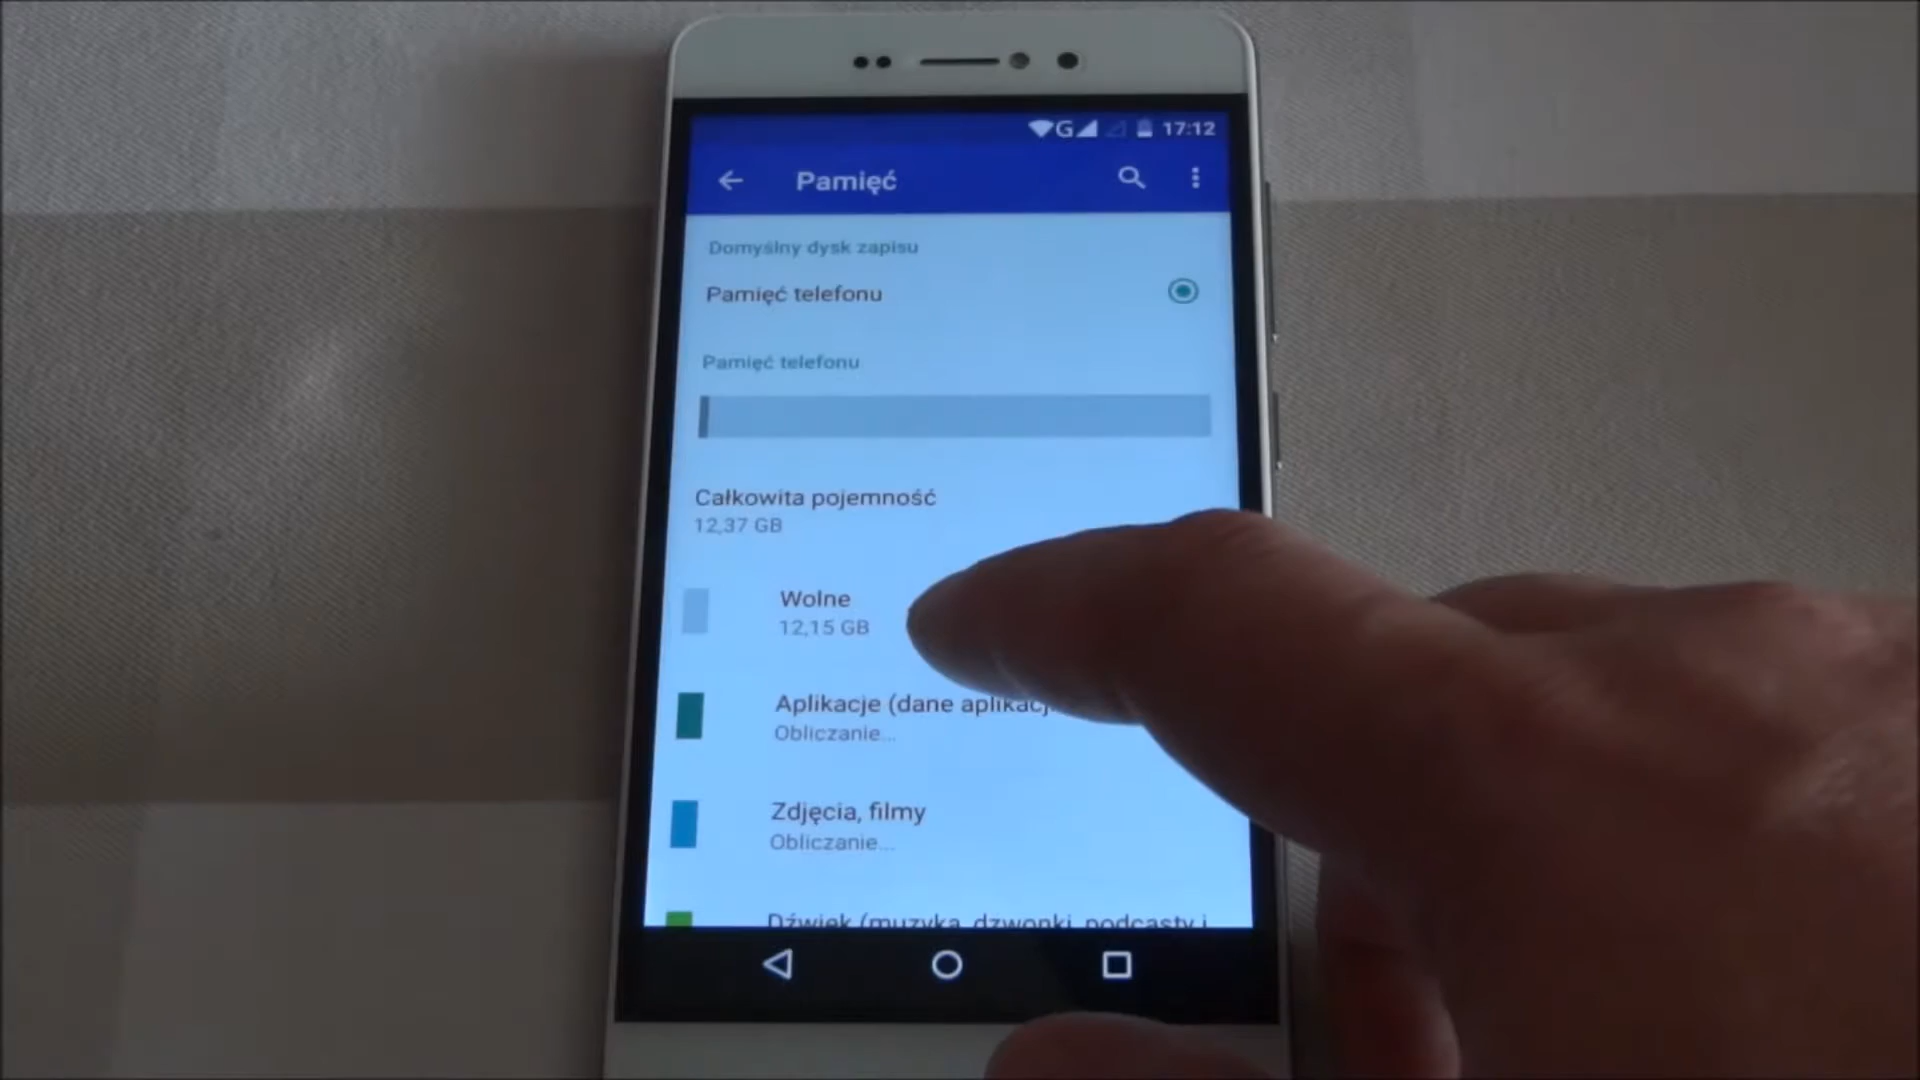 G 17:12
Pamięć
Domyślny dysk zapisu
Pamięć telefonu
Pamięć telefonu
Całkowita pojemność
12,37 GB
Wolne
12,15 GB
Aplikacje (dane aplikacj
Obliczanie...
Zdjęcia, filmy
Obliczanie...
Dźwięk (muzyka, dzwonki, podcasty i